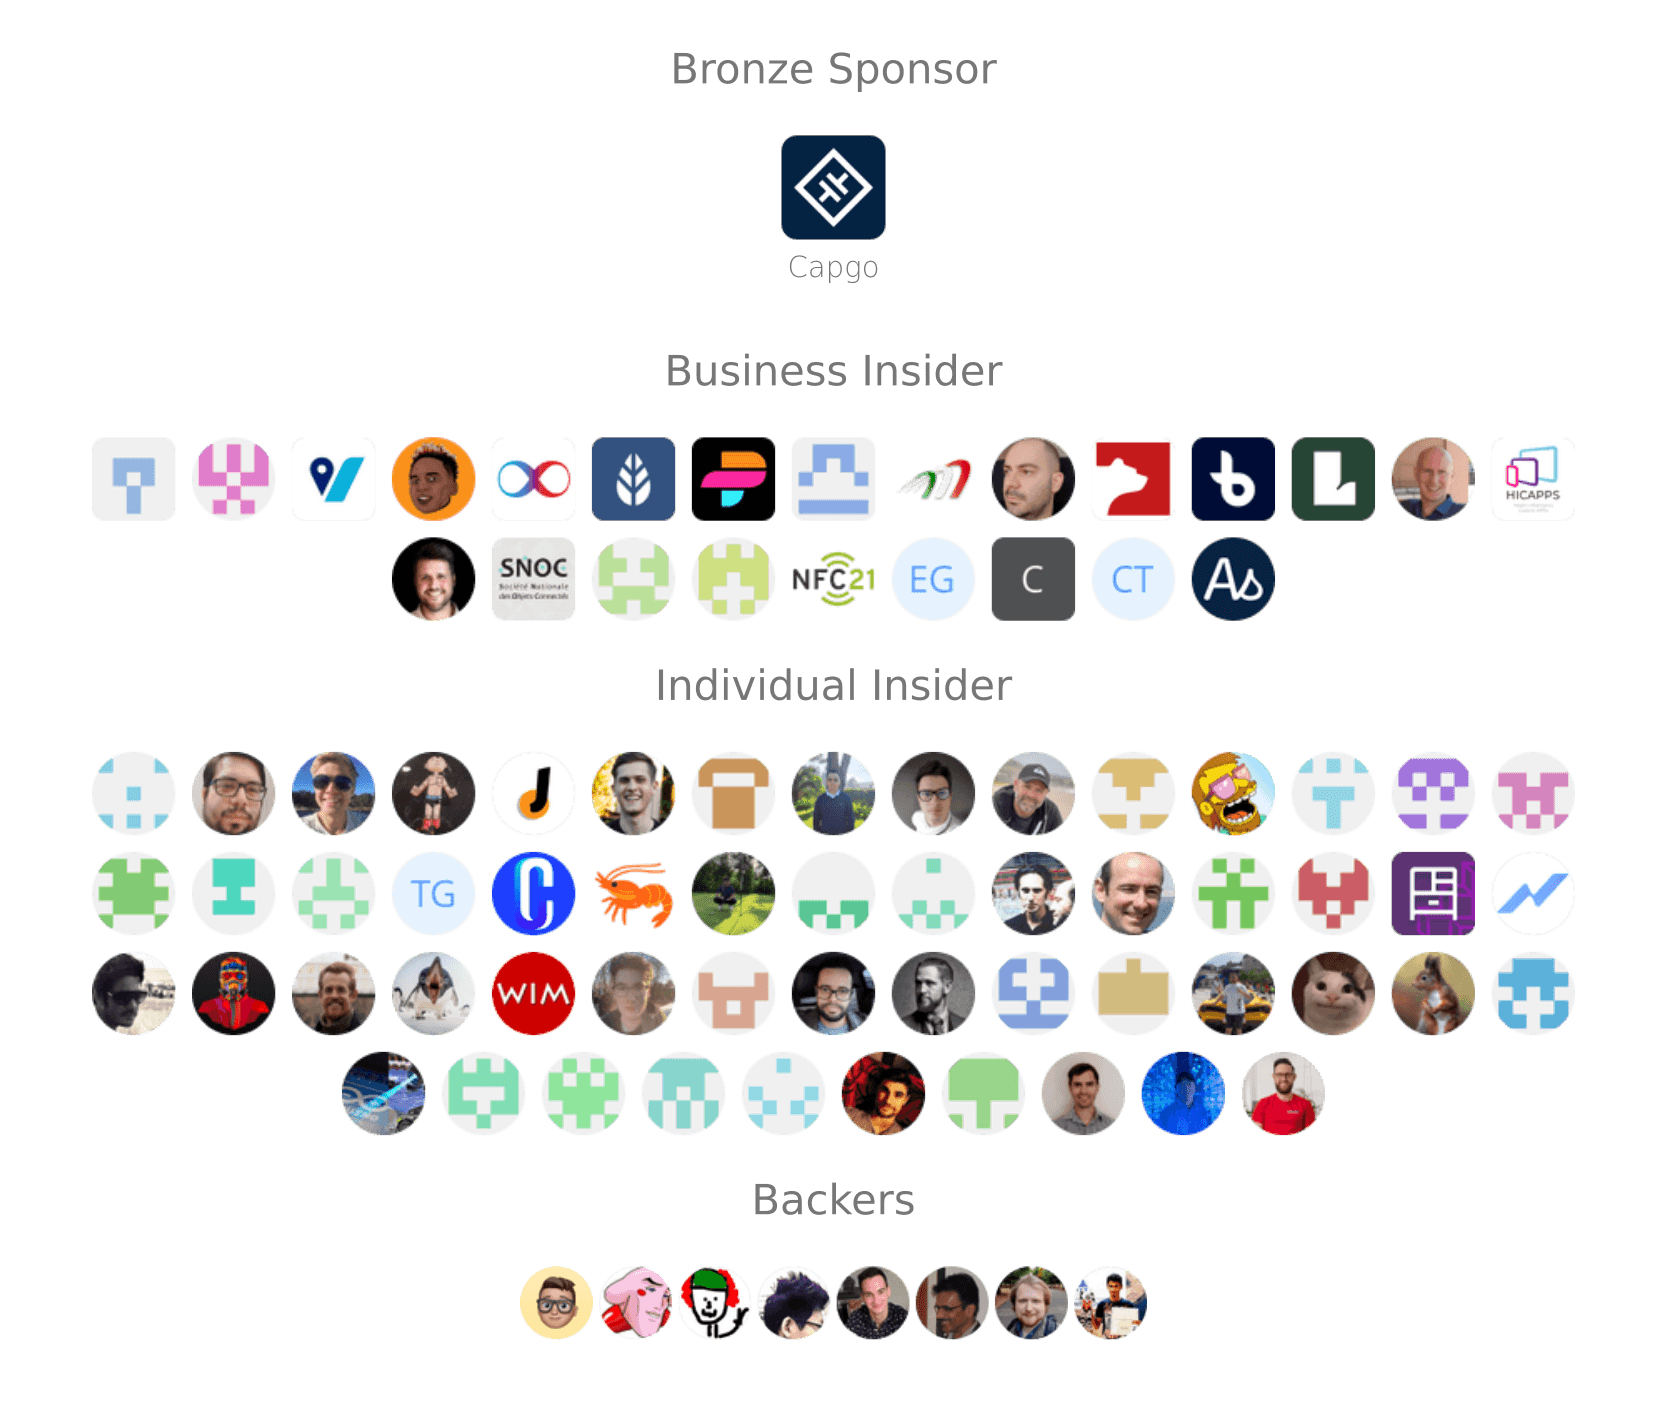 Bronze Sponsor
Capgo
Business Insider
HICAPPS
SNOC
Société Nationale
des Objets Connectés
NFC21
EG
C
CT
As
Individual Insider
TG
WIM
Backers